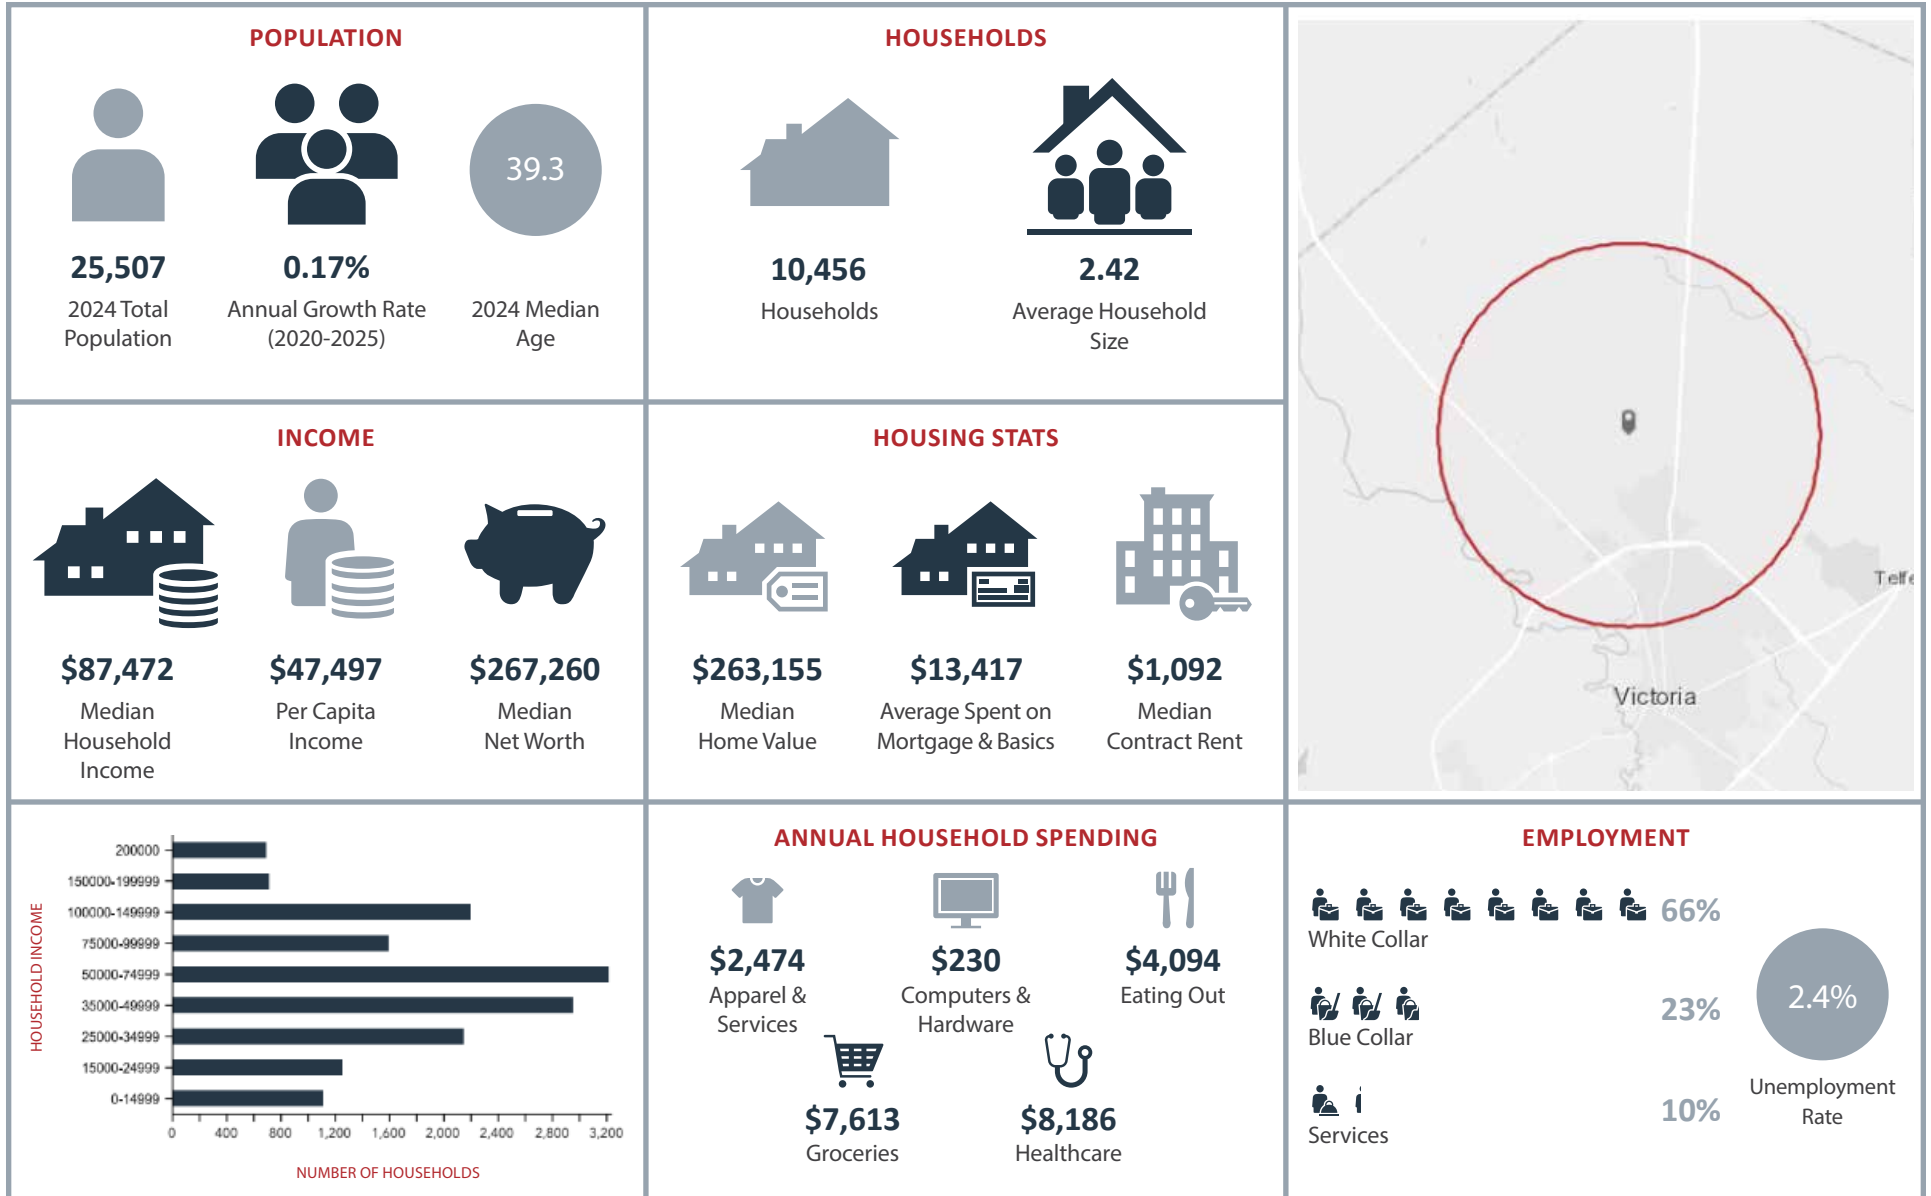 POPULATION
39.3
25,507
2024 Total
Population
0.17%
Annual Growth Rate
(2020-2025)
2024 Median
Age
HOUSEHOLDS
10,456
Households
2.42
Average Household
Size
Victoria
INCOME
$87,472
Median
Household
Income
$47,497
Per Capita
Income
$267,260
Median
Net Worth
HOUSING STATS
$263,155
Median
Home Value
$13,417
Average Spent on
Mortgage & Basics
$1,092
Median
Contract Rent
HOUSEHOLD INCOME
200000
150000-199999
100000-149999
75000-99999
50000-74999
35000-49999
25000-34999
15000-24999
0-14999
0 400 800 1,200 1,600 2,000 2,400 2,800 3,200
NUMBER OF HOUSEHOLDS
ANNUAL HOUSEHOLD SPENDING
$2,474
Apparel &
Services
$230
Computers &
Hardware
$4,094
Eating Out
$7,613
Groceries
$8,186
Healthcare
EMPLOYMENT
66%
White Collar
23%
Blue Collar
10%
Services
2.4%
Unemployment
Rate